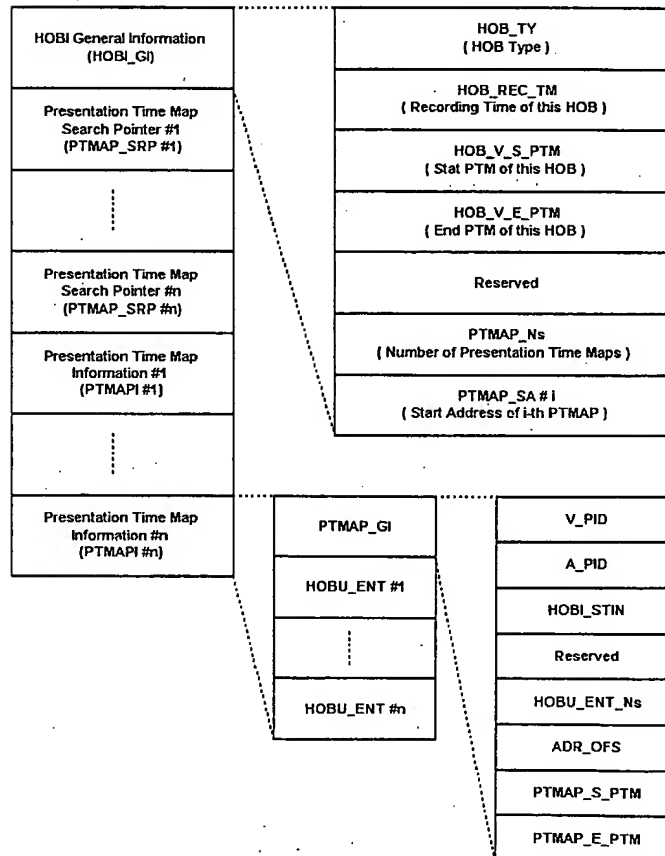 HOBI General Information
(HOBI_GI)
Presentation Time Map
Search Pointer #1
(PTMAP_SRP #1)
Presentation Time Map
Search Pointer #n
(PTMAP_SRP #n)
Presentation Time Map
Information #1
(PTMAPI #1)
Presentation Time Map
Information #n
(PTMAPI #n)
HOB_TY
( HOB Type )
HOB_REC_TM
( Recording Time of this HOB )
HOB_V_S_PTM
( Stat PTM of this HOB )
HOB_V_E_PTM
( End PTM of this HOB )
Reserved
PTMAP_Ns
( Number of Presentation Time Maps )
PTMAP_SA # i
( Start Address of i-th PTMAP )
PTMAP_GI
HOBU_ENT #1
HOBU_ENT #n
V_PID
A_PID
HOBI_STIN
Reserved
HOBU_ENT_Ns
ADR_OFS
PTMAP_S_PTM
PTMAP_E_PTM